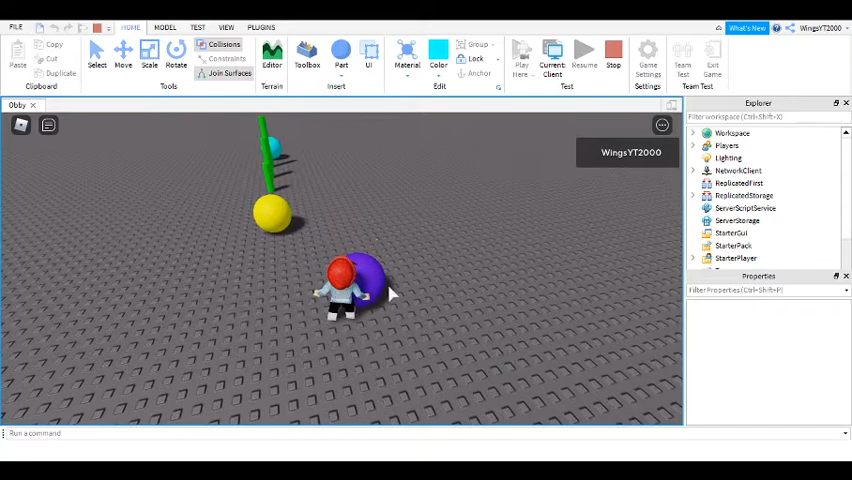 FILE HOME MODEL TEST VIEW PLUGINS What's New WingsYT2000
Paste Copy Cut Duplicate Clipboard
Select Move Scale Rotate Collisions Constraints Join Surfaces Tools
Editor Terrain
Toolbox Part UI Insert
Material Color Group Lock Anchor Edit
Play Here Current: Client Resume Stop Test
Game Settings Settings
Team Test Exit Game Team Test
Obby
WingsYT2000
Explorer
Filter workspace (Ctrl+Shift+X)
Workspace
Players
Lighting
NetworkClient
ReplicatedFirst
ReplicatedStorage
ServerScriptService
ServerStorage
StarterGui
StarterPack
StarterPlayer
Properties
Filter Properties (Ctrl+Shift+P)
Run a command